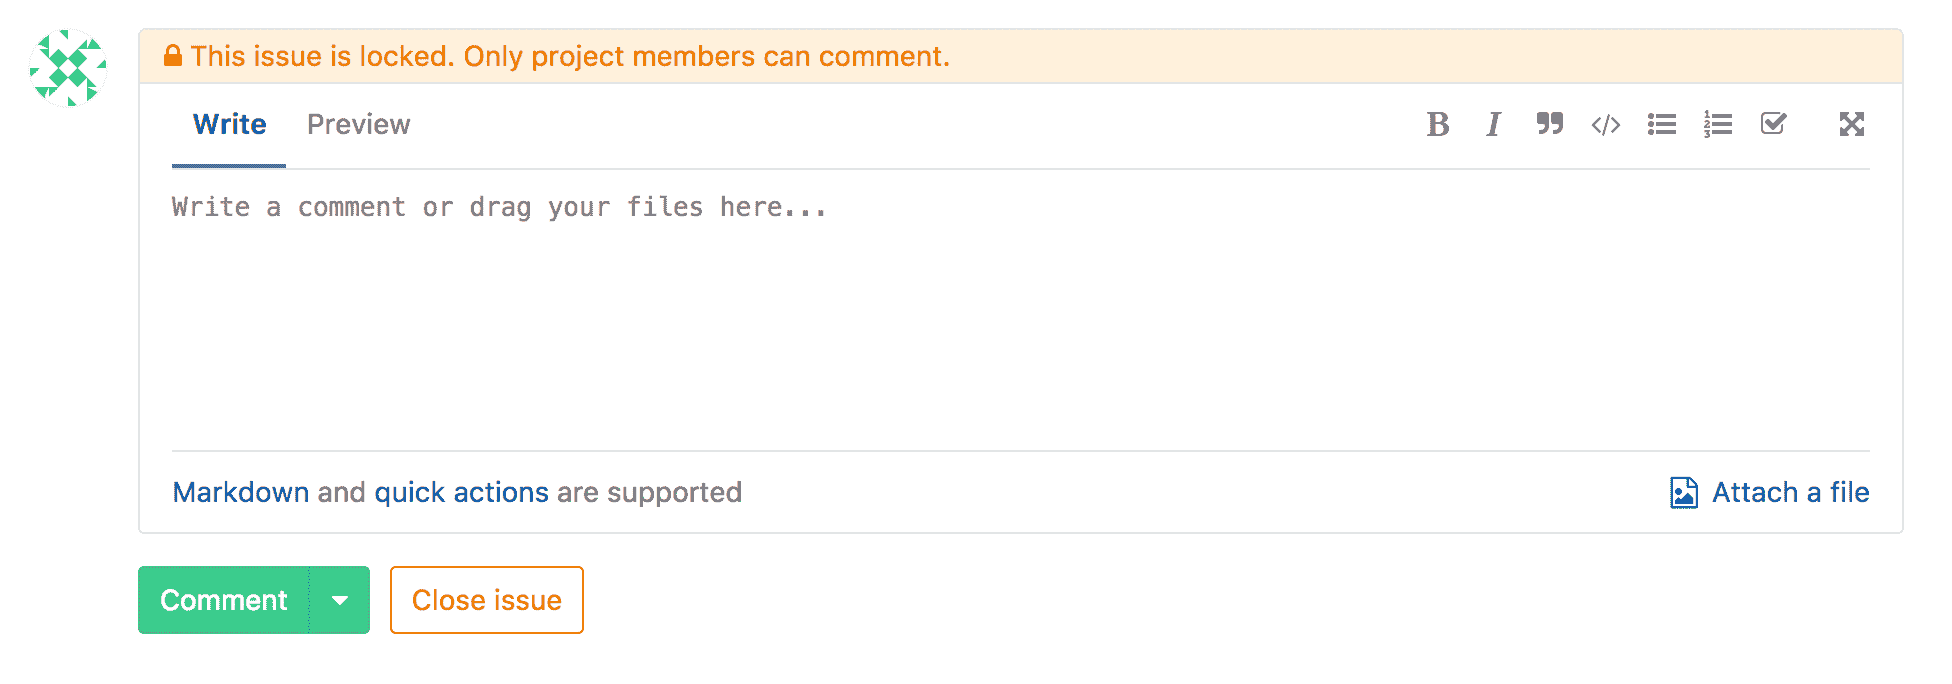 This issue is locked. Only project members can comment.
Write Preview
Write a comment or drag your files here...
Markdown and quick actions are supported
Attach a file
Comment
Close issue